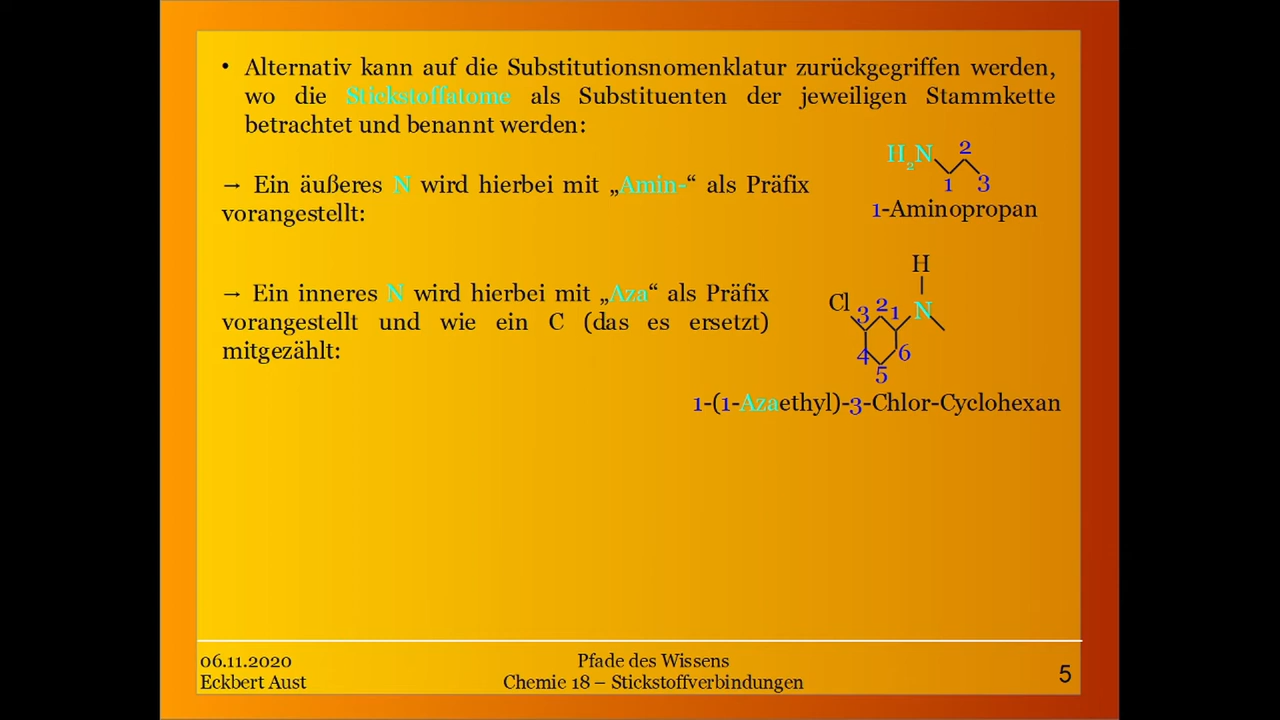 • Alternativ kann auf die Substitutionsnomenklatur zurückgegriffen werden,
wo die Stickstoffatome als Substituenten der jeweiligen Stammkette
betrachtet und benannt werden:
H₂N 2
1 3
→ Ein äußeres N wird hierbei mit „Amin-“ als Präfix
vorangestellt:
1-Aminopropan
H
→ Ein inneres N wird hierbei mit „Aza“ als Präfix
vorangestellt und wie ein C (das es ersetzt)
mitgezählt:
Cl 3 2 1 N
4 6
5
1-(1-Azaethyl)-3-Chlor-Cyclohexan
06.11.2020
Eckbert Aust
Pfade des Wissens
Chemie 18 – Stickstoffverbindungen
5